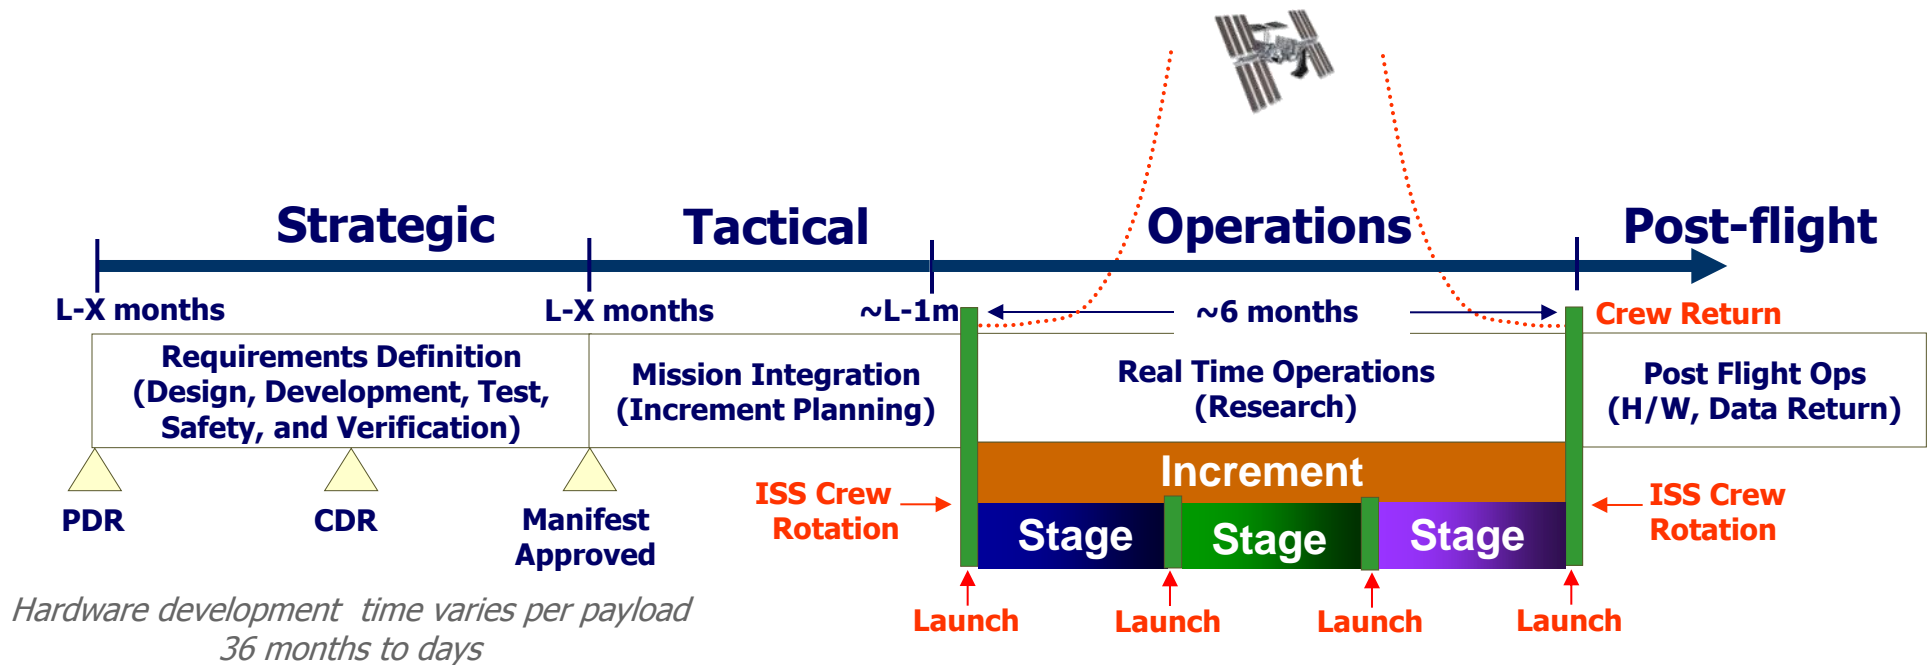 Strategic
Tactical
Operations
Post-flight
L-X months
L-X months
~L-1m
~6 months
Crew Return
Requirements Definition
(Design, Development, Test,
Safety, and Verification)
Mission Integration
(Increment Planning)
Real Time Operations
(Research)
Post Flight Ops
(H/W, Data Return)
PDR
CDR
Manifest
Approved
ISS Crew
Rotation
Increment
Stage
Stage
Stage
ISS Crew
Rotation
Launch
Launch
Launch
Launch
Hardware development  time varies per payload
36 months to days